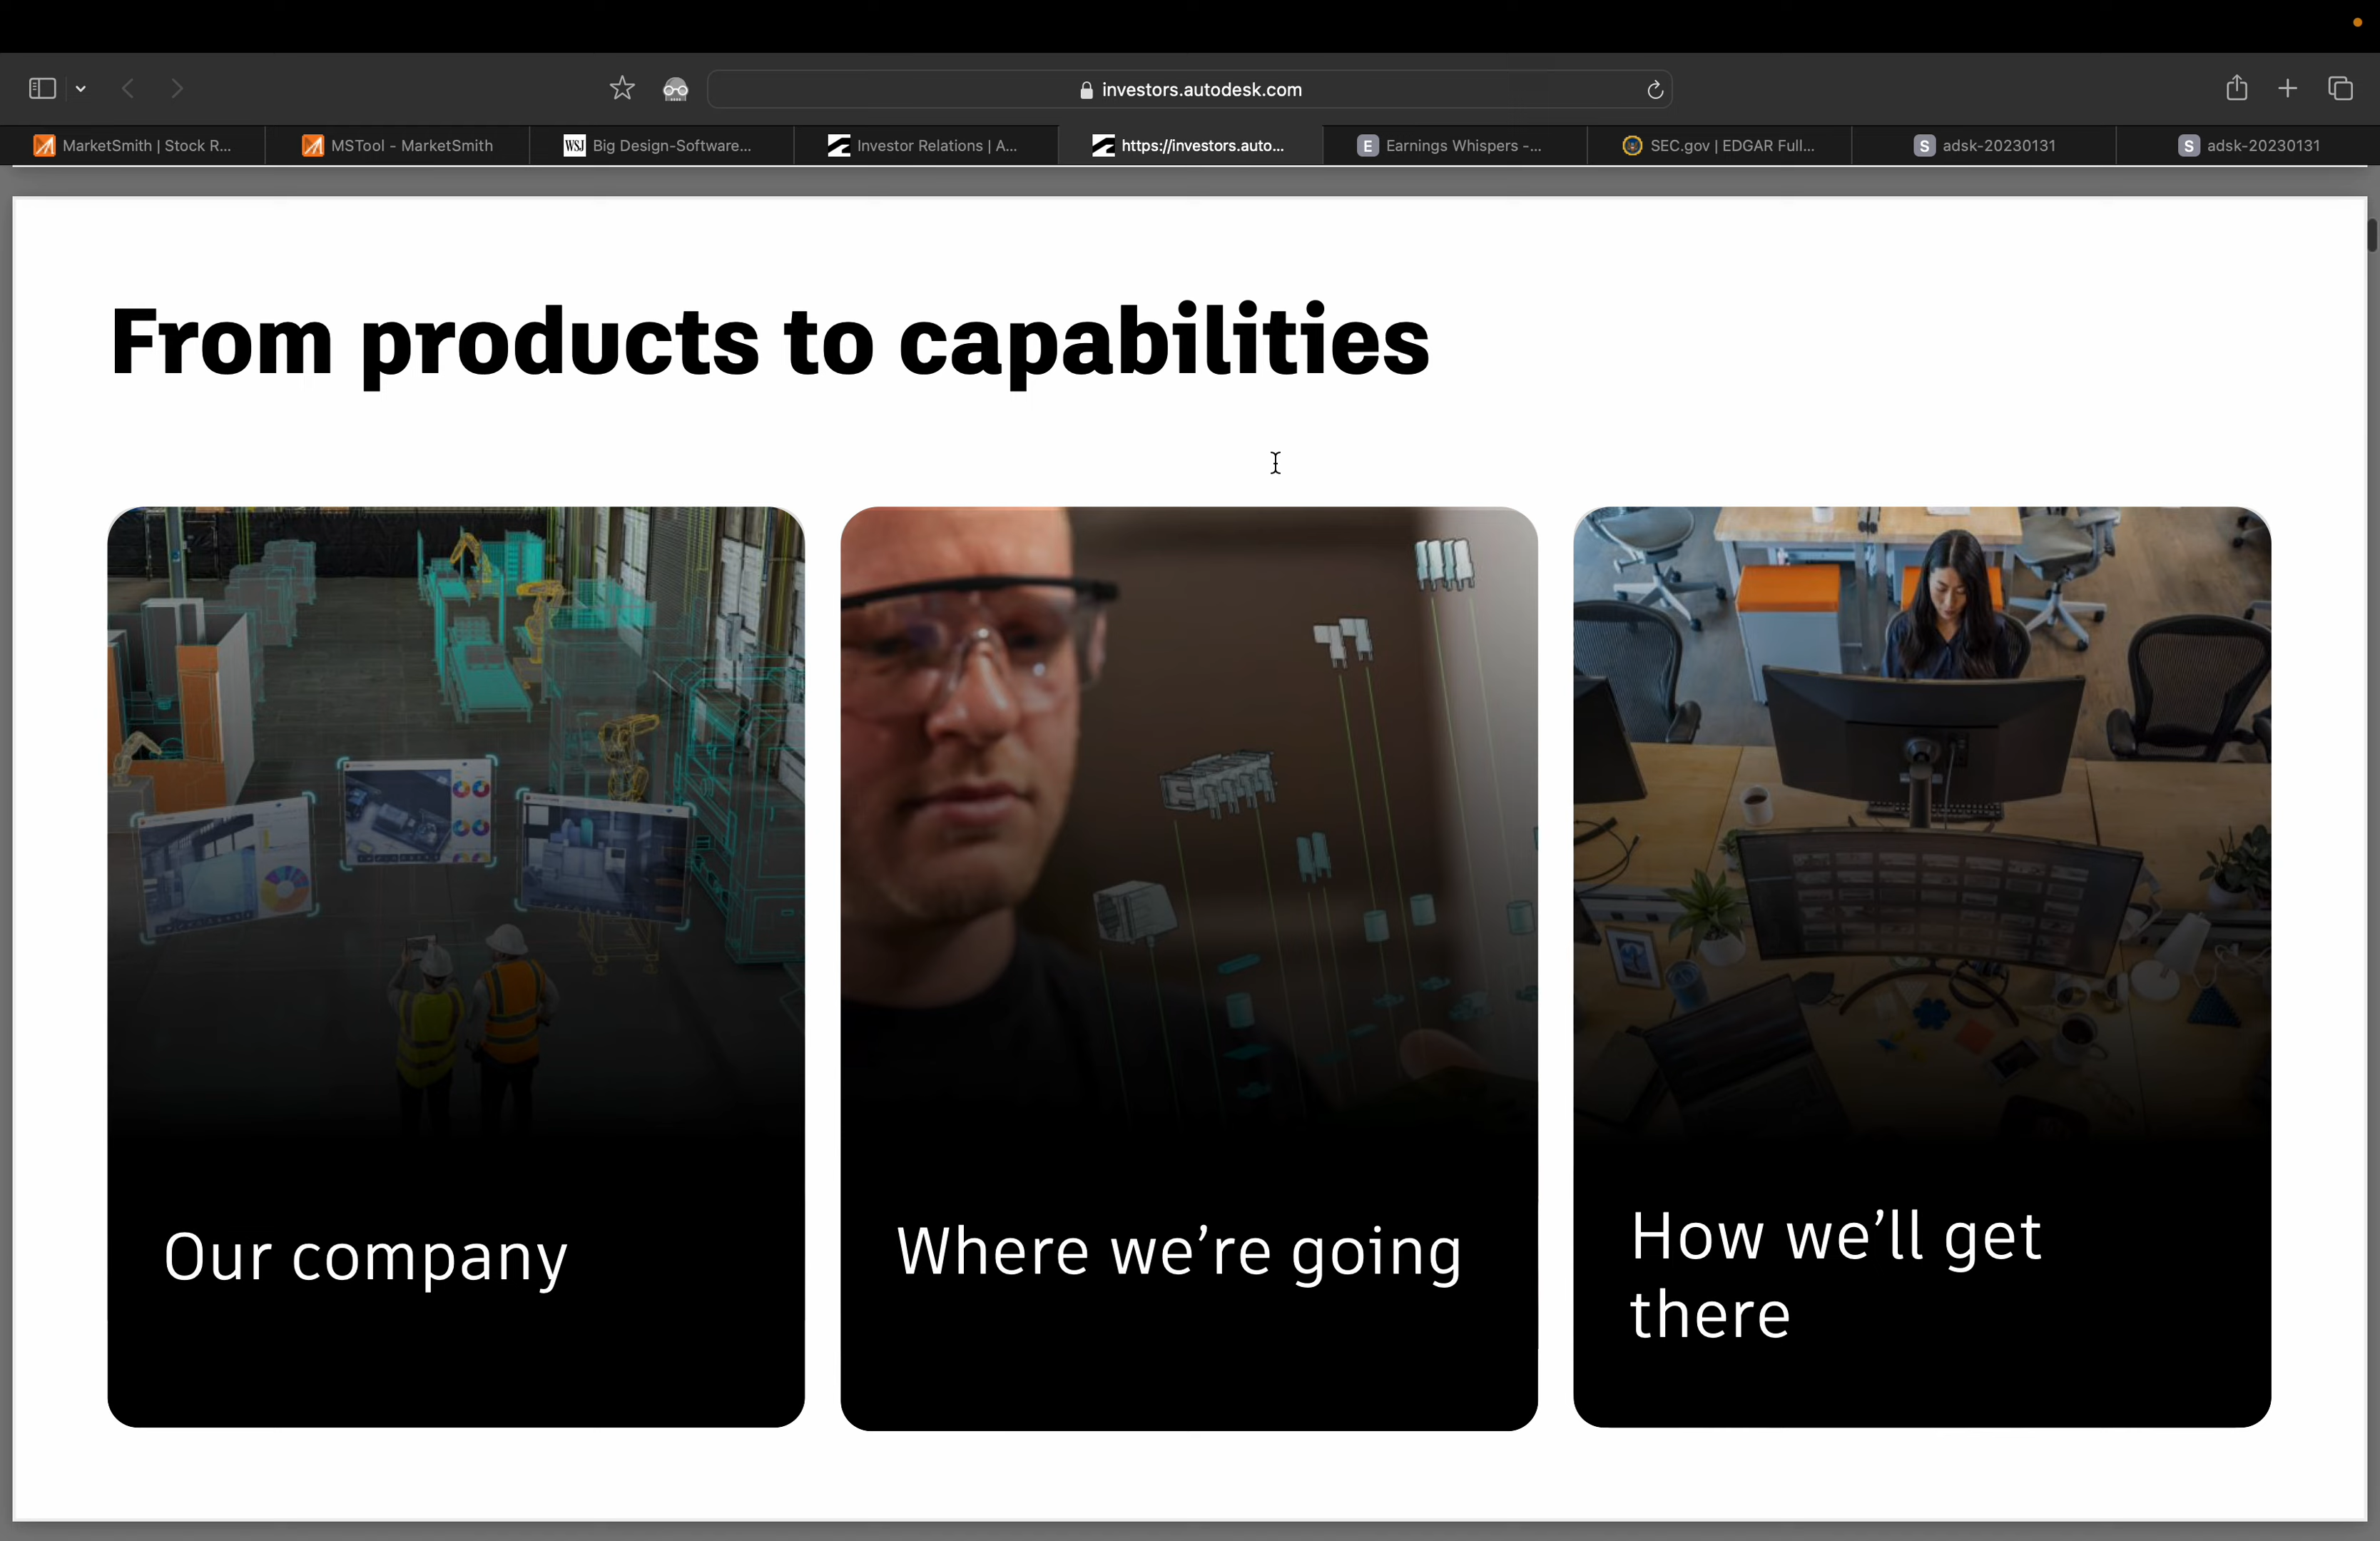 investors.autodesk.com
MarketSmith | Stock R...
MSTool - MarketSmith
WSJ
Big Design-Software...
Investor Relations | A...
https://investors.auto...
E
Earnings Whispers -...
SEC.gov | EDGAR Full...
S
adsk-20230131
S
adsk-20230131
From products to capabilities
Our company
Where we’re going
How we’ll get
there